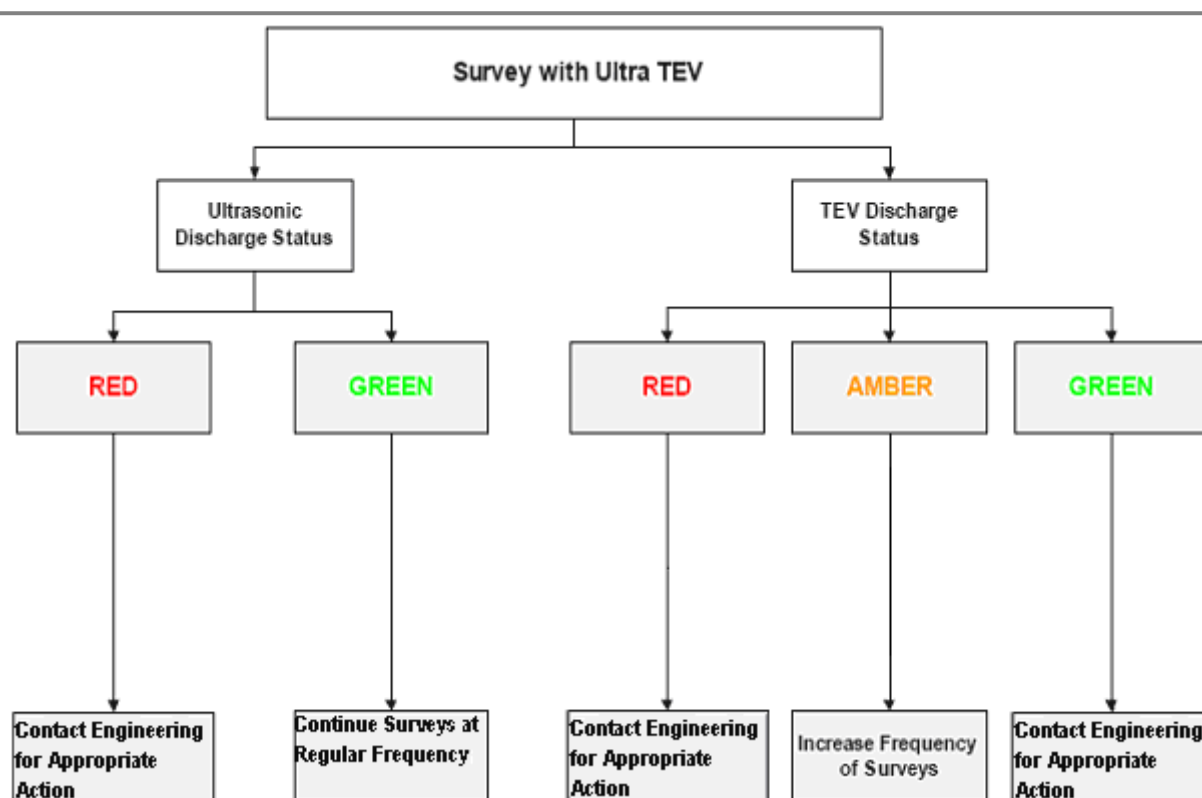 Survey with Ultra TEV
Ultrasonic
Discharge Status
TEV Discharge
Status
RED
GREEN
RED
AMBER
GREEN
Contact Engineering
for Appropriate
Action
Continue Surveys at
Regular Frequency
Contact Engineering
for Appropriate
Action
Increase Frequency
of Surveys
Contact Engineering
for Appropriate
Action